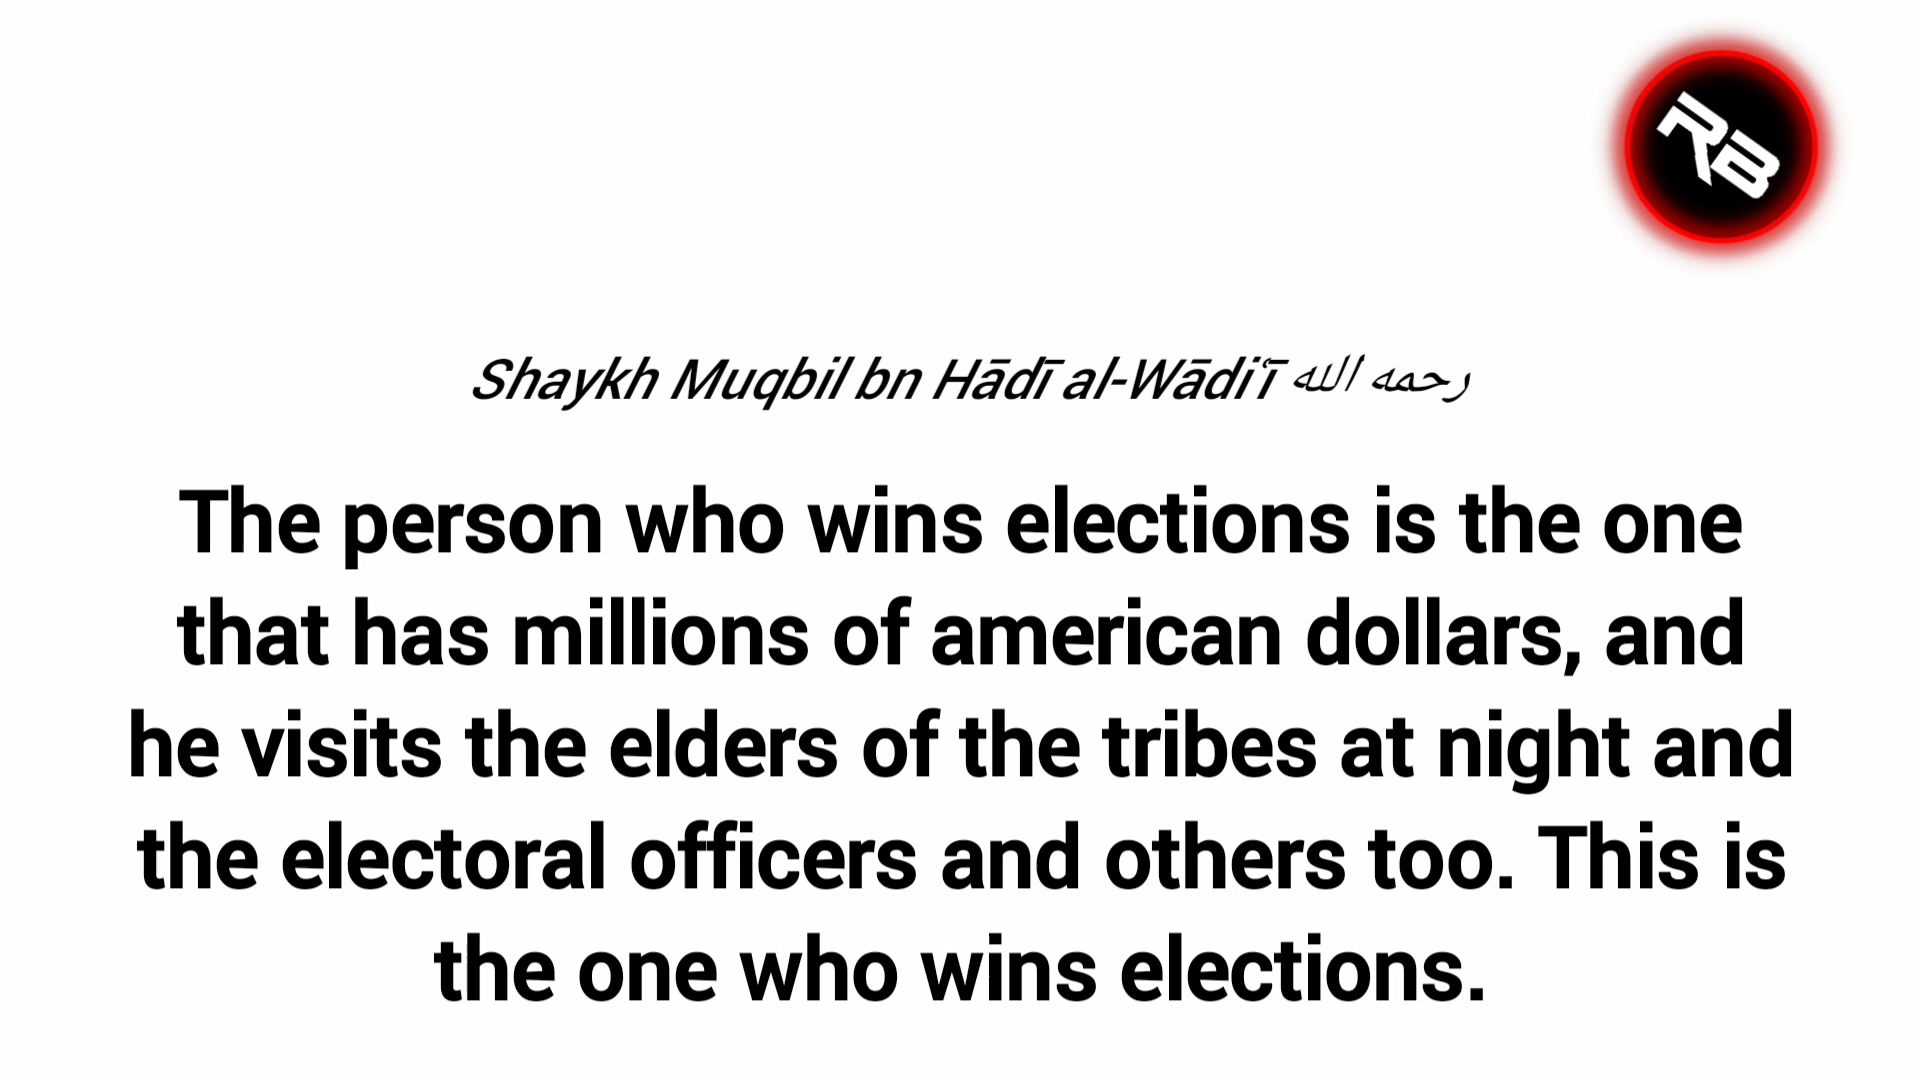 RB
Shaykh Muqbil bn Hādī al-Wādi'ī رحمه الله
The person who wins elections is the one
that has millions of american dollars, and
he visits the elders of the tribes at night and
the electoral officers and others too. This is
the one who wins elections.